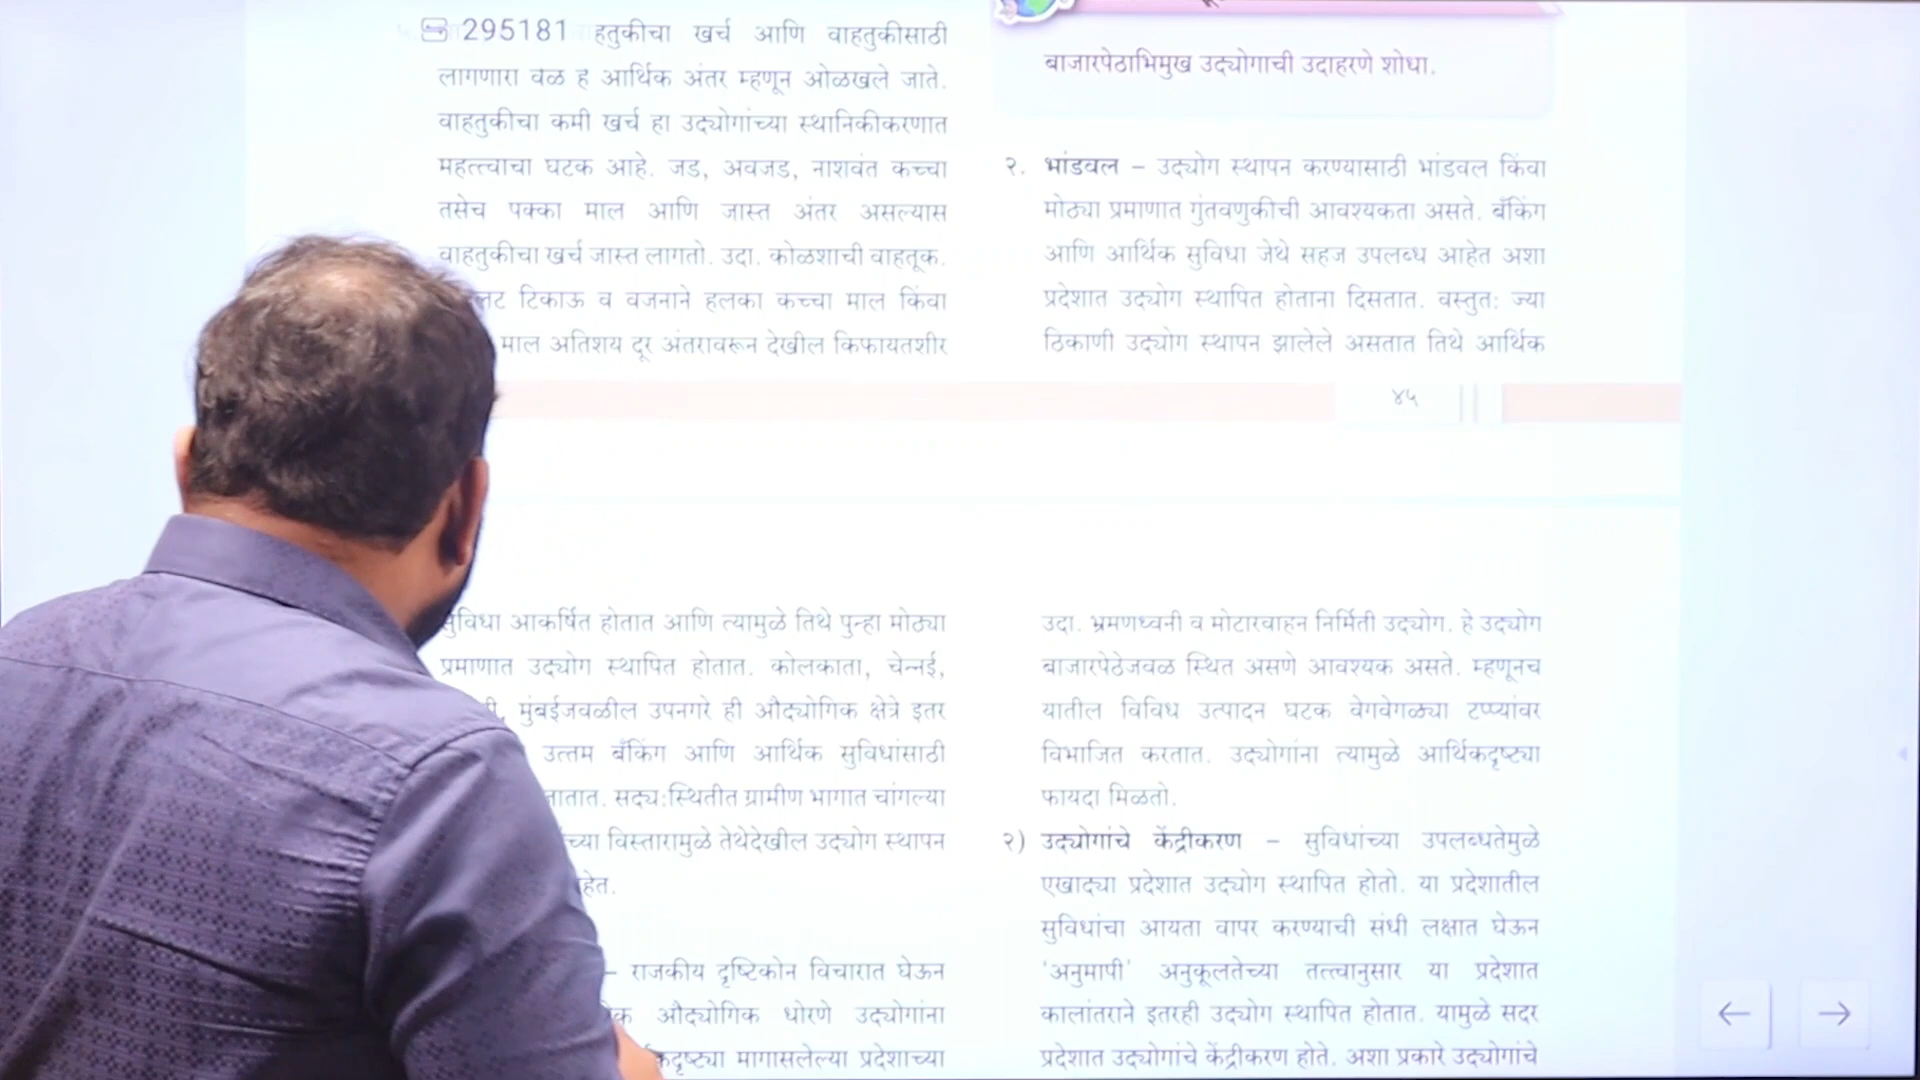 295181 हतुकीचा खर्च आणि वाहतुकीसाठी
लागणारा वेळ हे आर्थिक अंतर म्हणून ओळखले जाते.
वाहतुकीचा कमी खर्च हा उद्योगांच्या स्थानिकीकरणात
महत्त्वाचा घटक आहे. जड, अवजड, नाशवंत कच्चा
तसेच पक्का माल आणि जास्त अंतर असल्यास
वाहतुकीचा खर्च जास्त लागतो. उदा. कोळशाची वाहतूक.
लट टिकाऊ व वजनाने हलका कच्चा माल किंवा
माल अतिशय दूर अंतरावरून देखील किफायतशीर
बाजारपेठाभिमुख उद्योगाची उदाहरणे शोधा.
२. भांडवल – उद्योग स्थापन करण्यासाठी भांडवल किंवा
मोठ्या प्रमाणात गुंतवणुकीची आवश्यकता असते. बँकिंग
आणि आर्थिक सुविधा जेथे सहज उपलब्ध आहेत अशा
प्रदेशात उद्योग स्थापित होताना दिसतात. वस्तुतः ज्या
ठिकाणी उद्योग स्थापन झालेले असतात तिथे आर्थिक
४५
सुविधा आकर्षित होतात आणि त्यामुळे तिथे पुन्हा मोठ्या
प्रमाणात उद्योग स्थापित होतात. कोलकाता, चेन्नई,
मुंबईजवळील उपनगरे ही औद्योगिक क्षेत्रे इतर
उत्तम बँकिंग आणि आर्थिक सुविधांसाठी
सद्यःस्थितीत ग्रामीण भागात चांगल्या
च्या विस्तारामुळे तेथेदेखील उद्योग स्थापन
हेत.
– राजकीय दृष्टिकोन विचारात घेऊन
क औद्योगिक धोरणे उद्योगांना
कदृष्ट्या मागासलेल्या प्रदेशाच्या
उदा. भ्रमणध्वनी व मोटारवाहन निर्मिती उद्योग. हे उद्योग
बाजारपेठेजवळ स्थित असणे आवश्यक असते. म्हणूनच
यातील विविध उत्पादन घटक वेगवेगळ्या टप्प्यांवर
विभाजित करतात. उद्योगांना त्यामुळे आर्थिकदृष्ट्या
फायदा मिळतो.
२) उद्योगांचे केंद्रीकरण – सुविधांच्या उपलब्धतेमुळे
एखाद्या प्रदेशात उद्योग स्थापित होतो. या प्रदेशातील
सुविधांचा आयता वापर करण्याची संधी लक्षात घेऊन
'अनुमापी' अनुकूलतेच्या तत्त्वानुसार या प्रदेशात
कालांतराने इतरही उद्योग स्थापित होतात. यामुळे सदर
प्रदेशात उद्योगांचे केंद्रीकरण होते. अशा प्रकारे उद्योगांचे